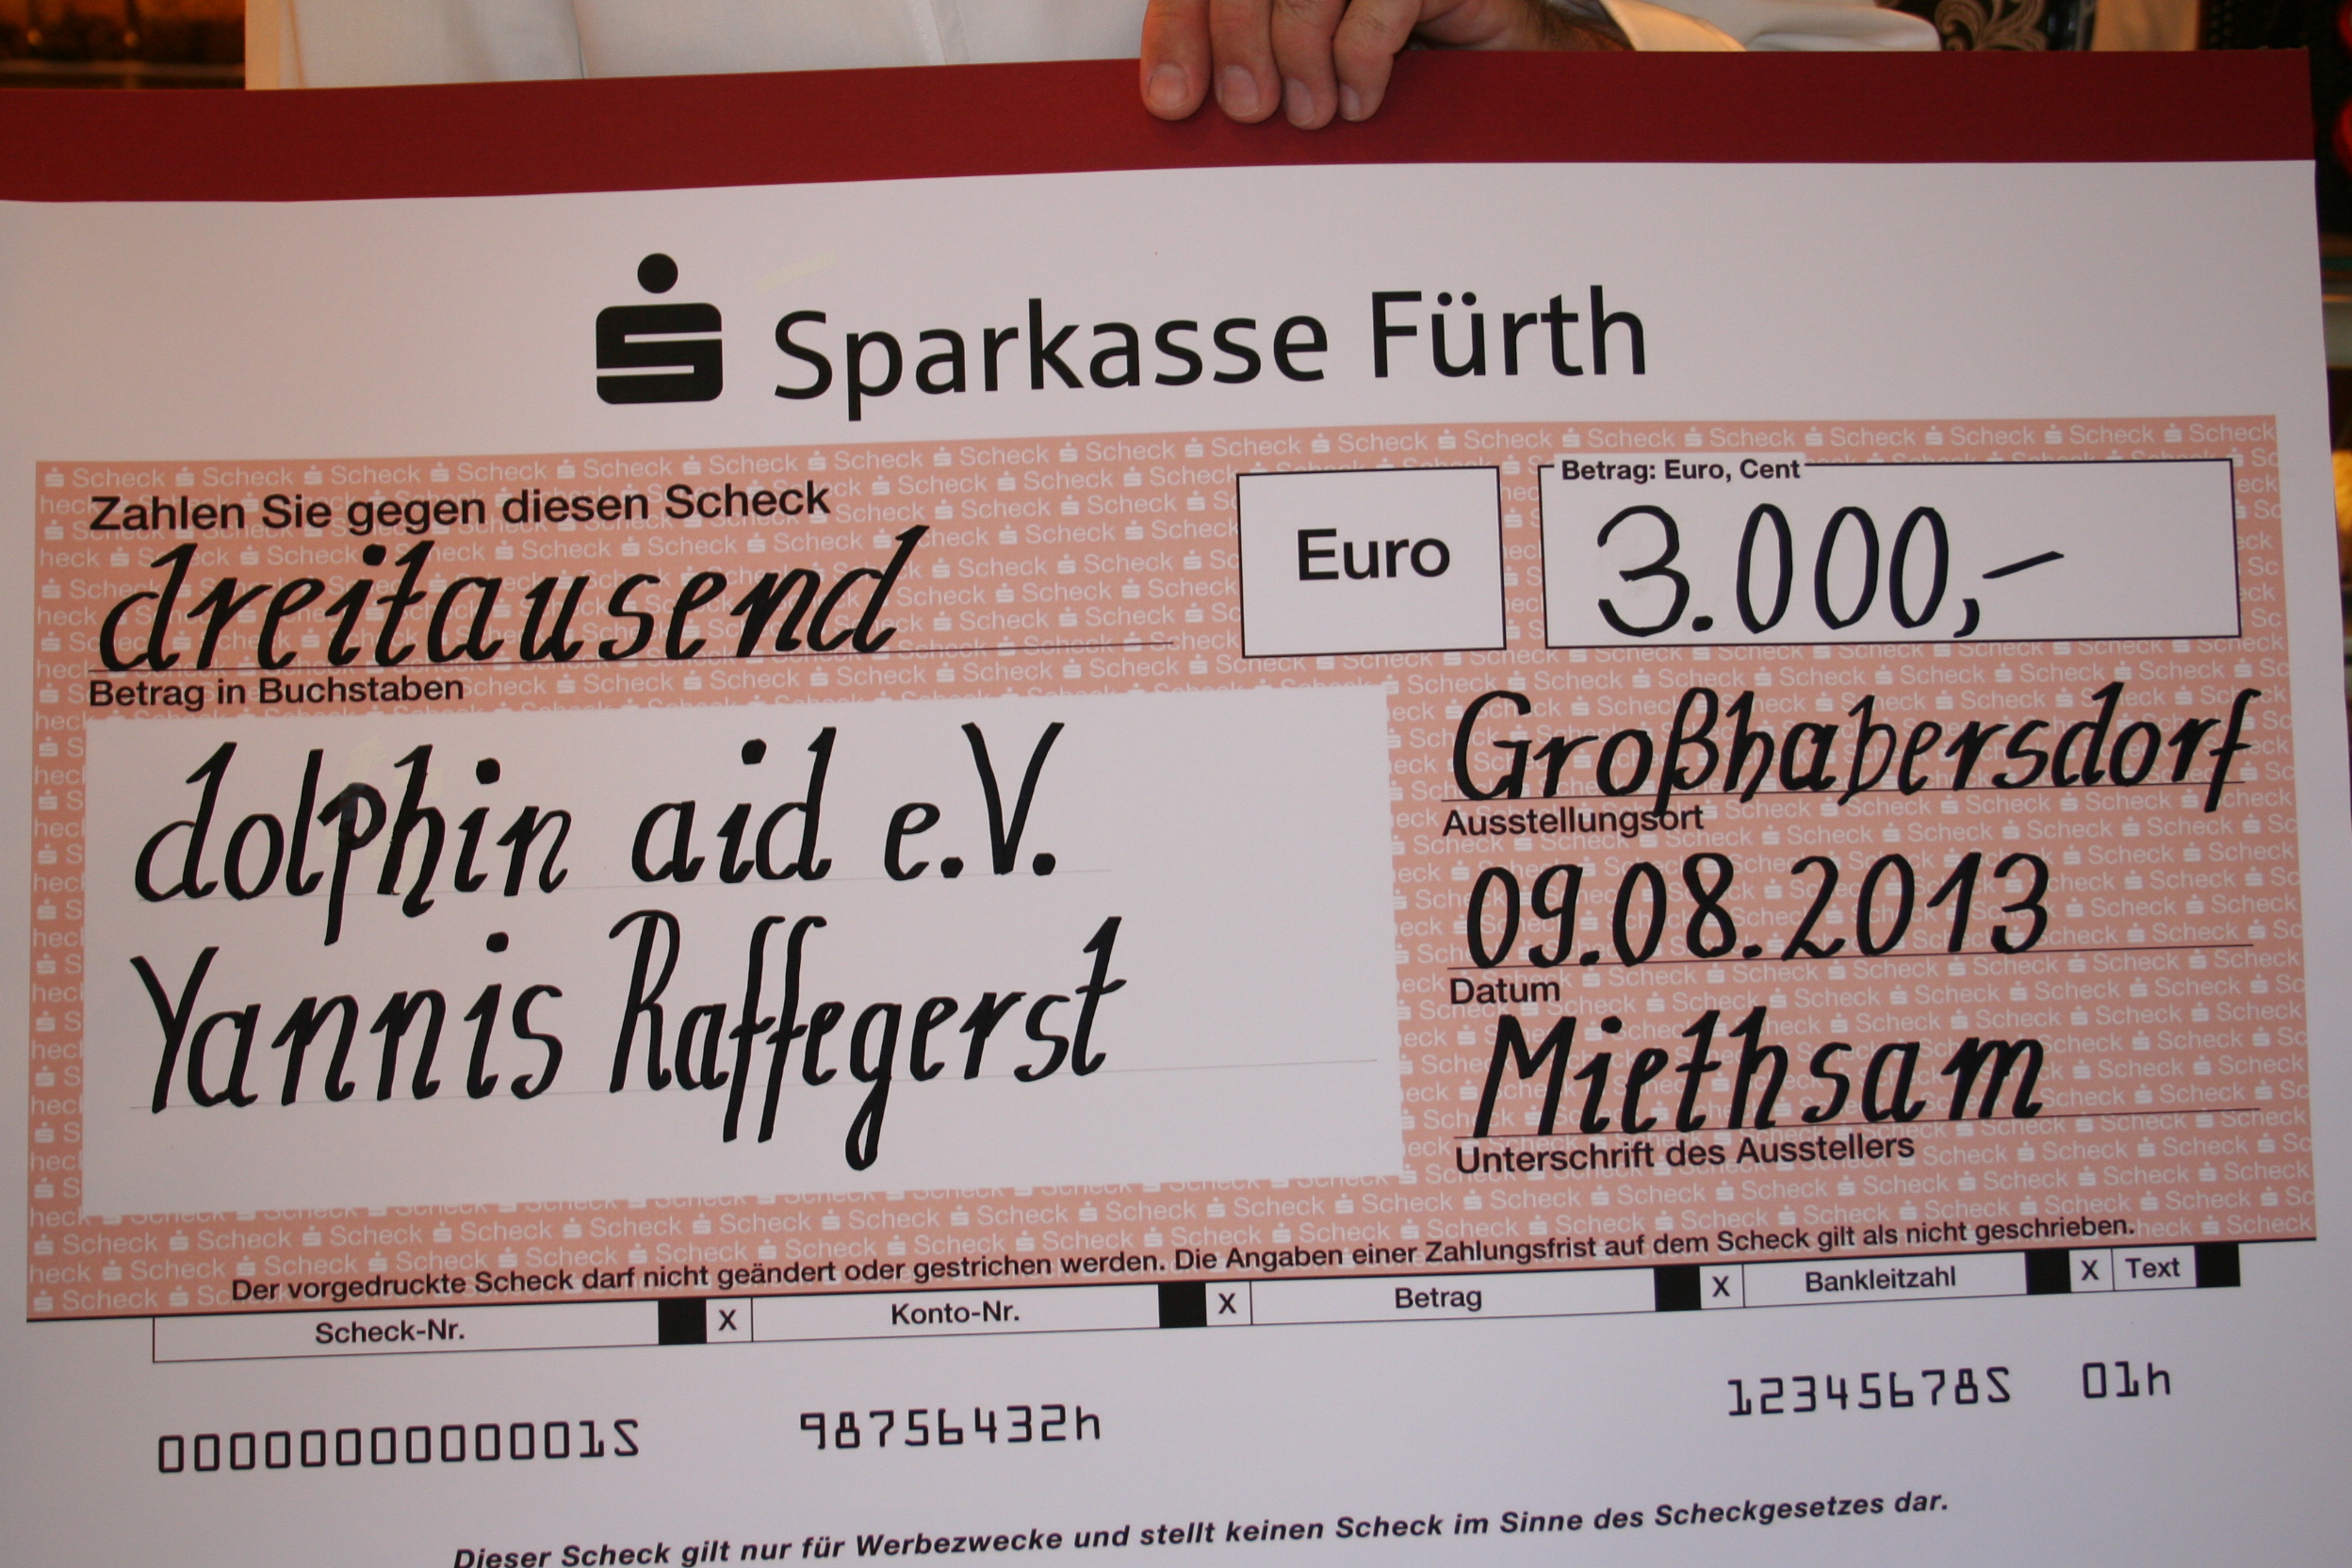 Sparkasse Fürth
Zahlen Sie gegen diesen Scheck
dreitausend
Betrag in Buchstaben
Euro
Betrag: Euro, Cent
3.000,–
dolphin aid e.V.
Yannis Raffegerst
Großhabersdorf
Ausstellungsort
09.08.2013
Datum
Miethsam
Unterschrift des Ausstellers
Der vorgedruckte Scheck darf nicht geändert oder gestrichen werden. Die Angaben einer Zahlungsfrist auf dem Scheck gilt als nicht geschrieben.
Scheck-Nr. X Konto-Nr. X Betrag X Bankleitzahl X Text
0000000000001S 98756432h 12345678S 01h
Dieser Scheck gilt nur für Werbezwecke und stellt keinen Scheck im Sinne des Scheckgesetzes dar.